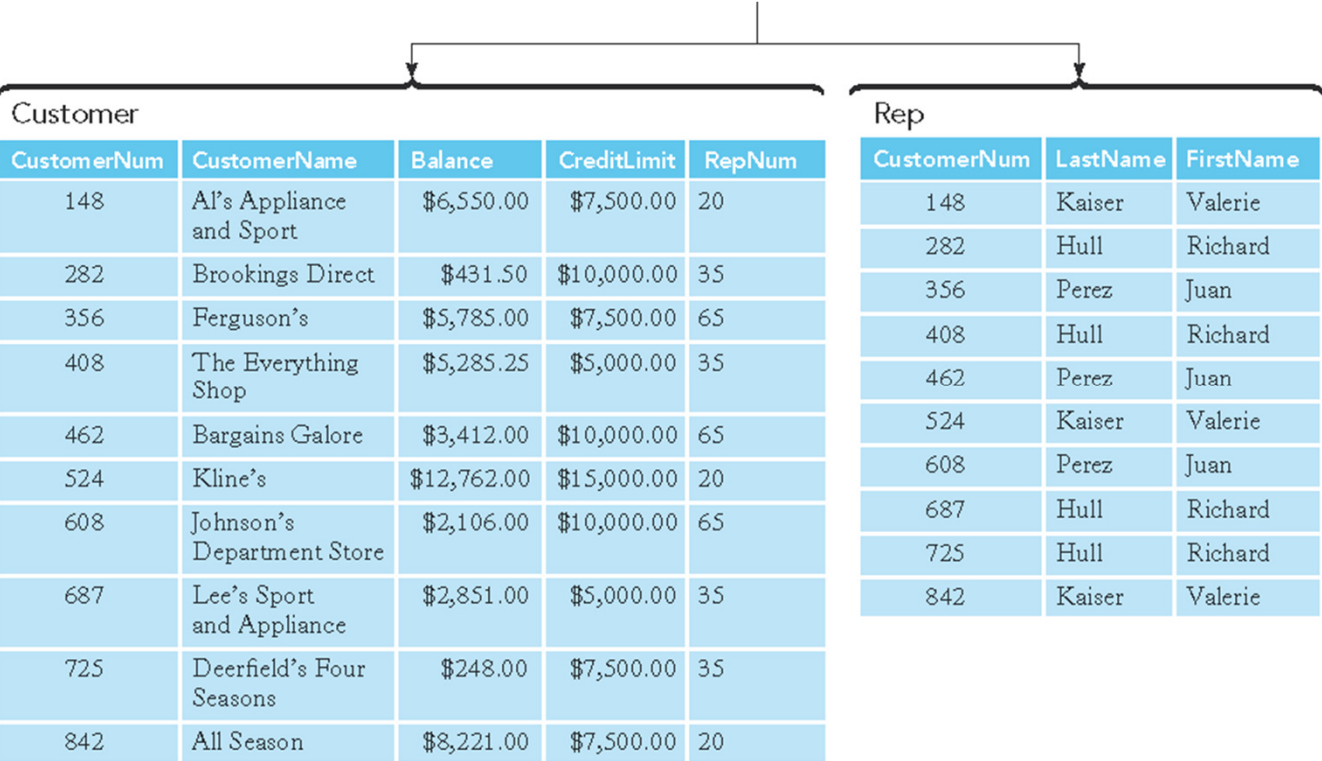 Customer
CustomerNum CustomerName Balance CreditLimit RepNum
148 Al's Appliance $6,550.00 $7,500.00 20
and Sport
282 Brookings Direct $431.50 $10,000.00 35
356 Ferguson's $5,785.00 $7,500.00 65
408 The Everything $5,285.25 $5,000.00 35
Shop
462 Bargains Galore $3,412.00 $10,000.00 65
524 Kline's $12,762.00 $15,000.00 20
608 Johnson's $2,106.00 $10,000.00 65
Department Store
687 Lee's Sport $2,851.00 $5,000.00 35
and Appliance
725 Deerfield's Four $248.00 $7,500.00 35
Seasons
842 All Season $8,221.00 $7,500.00 20
Rep
CustomerNum LastName FirstName
148 Kaiser Valerie
282 Hull Richard
356 Perez Juan
408 Hull Richard
462 Perez Juan
524 Kaiser Valerie
608 Perez Juan
687 Hull Richard
725 Hull Richard
842 Kaiser Valerie